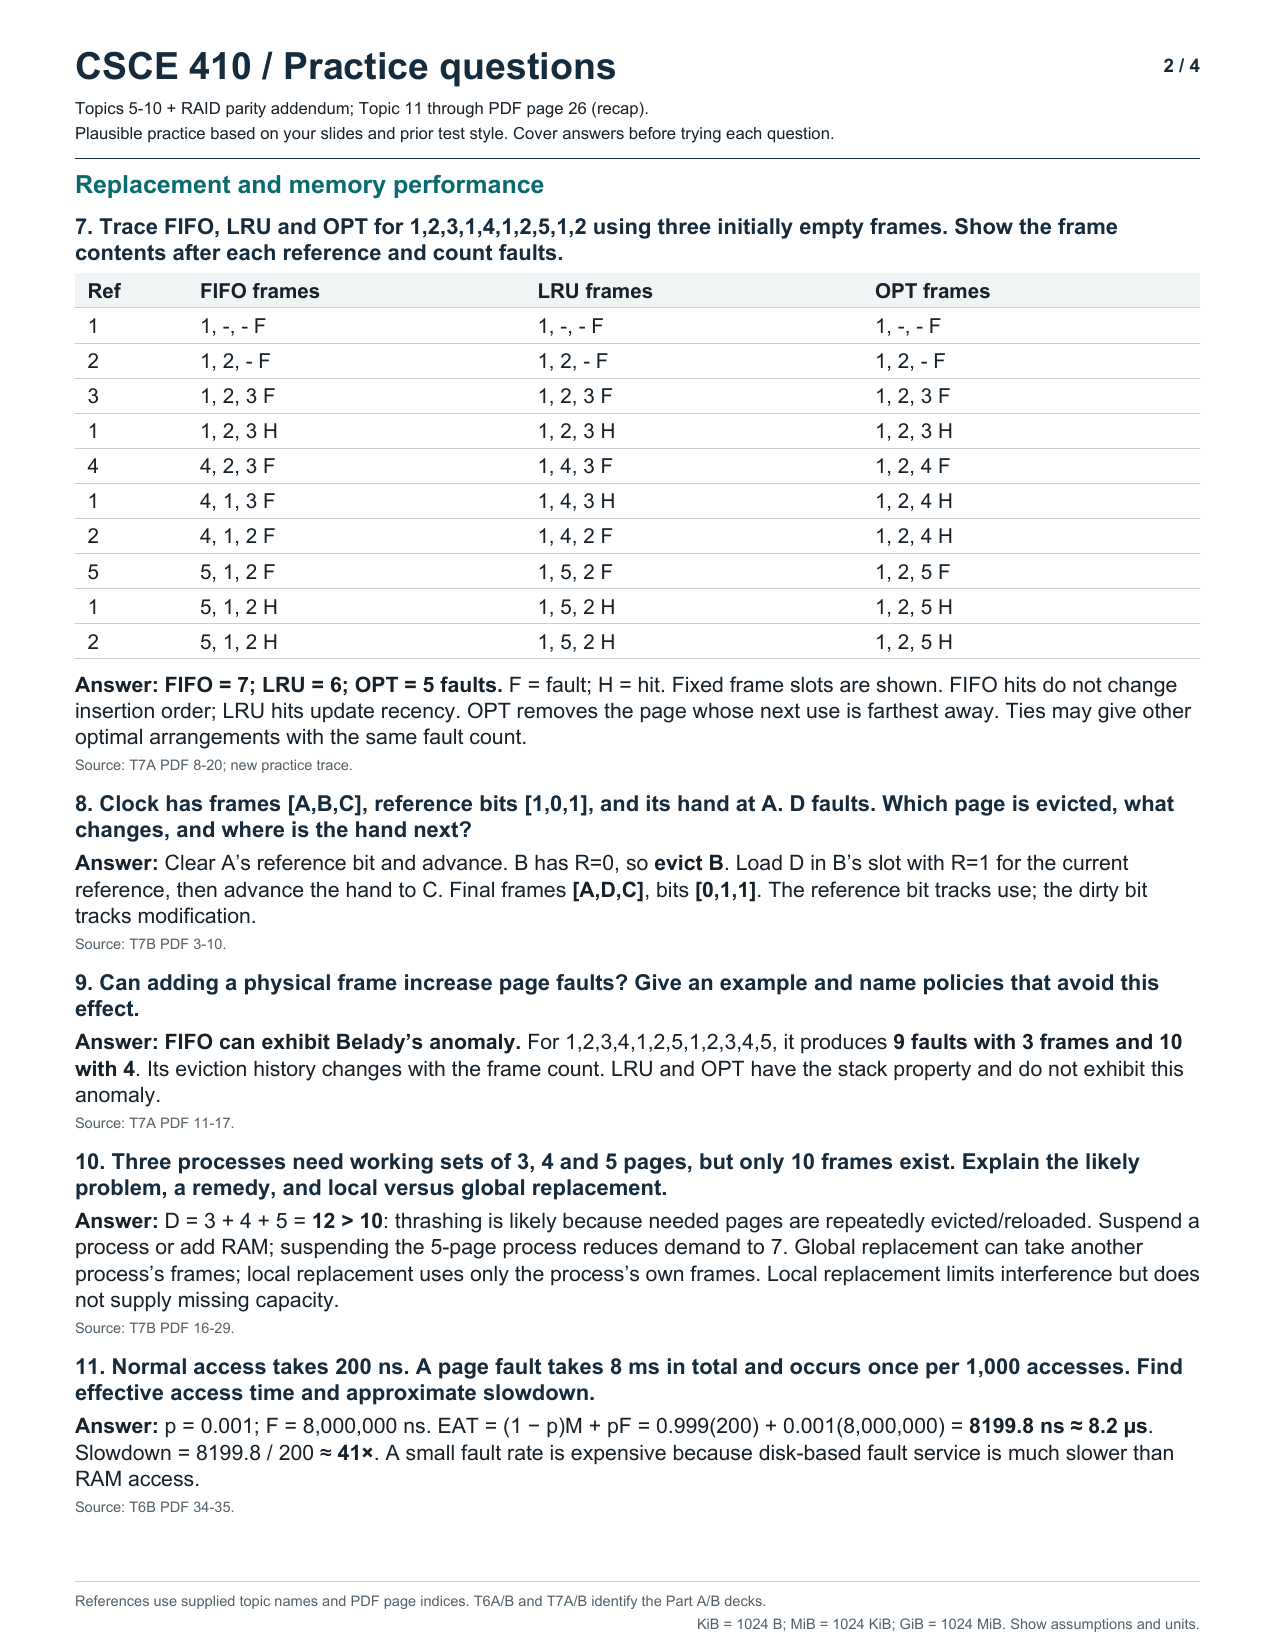 CSCE 410 / Practice questions
2 / 4
Topics 5-10 + RAID parity addendum; Topic 11 through PDF page 26 (recap).
Plausible practice based on your slides and prior test style. Cover answers before trying each question.
Replacement and memory performance
7. Trace FIFO, LRU and OPT for 1,2,3,1,4,1,2,5,1,2 using three initially empty frames. Show the frame
contents after each reference and count faults.
Ref FIFO frames LRU frames OPT frames
1 1, -, - F 1, -, - F 1, -, - F
2 1, 2, - F 1, 2, - F 1, 2, - F
3 1, 2, 3 F 1, 2, 3 F 1, 2, 3 F
1 1, 2, 3 H 1, 2, 3 H 1, 2, 3 H
4 4, 2, 3 F 1, 4, 3 F 1, 2, 4 F
1 4, 1, 3 F 1, 4, 3 H 1, 2, 4 H
2 4, 1, 2 F 1, 4, 2 F 1, 2, 4 H
5 5, 1, 2 F 1, 5, 2 F 1, 2, 5 F
1 5, 1, 2 H 1, 5, 2 H 1, 2, 5 H
2 5, 1, 2 H 1, 5, 2 H 1, 2, 5 H
Answer: FIFO = 7; LRU = 6; OPT = 5 faults. F = fault; H = hit. Fixed frame slots are shown. FIFO hits do not change
insertion order; LRU hits update recency. OPT removes the page whose next use is farthest away. Ties may give other
optimal arrangements with the same fault count.
Source: T7A PDF 8-20; new practice trace.
8. Clock has frames [A,B,C], reference bits [1,0,1], and its hand at A. D faults. Which page is evicted, what
changes, and where is the hand next?
Answer: Clear A’s reference bit and advance. B has R=0, so evict B. Load D in B’s slot with R=1 for the current
reference, then advance the hand to C. Final frames [A,D,C], bits [0,1,1]. The reference bit tracks use; the dirty bit
tracks modification.
Source: T7B PDF 3-10.
9. Can adding a physical frame increase page faults? Give an example and name policies that avoid this
effect.
Answer: FIFO can exhibit Belady’s anomaly. For 1,2,3,4,1,2,5,1,2,3,4,5, it produces 9 faults with 3 frames and 10
with 4. Its eviction history changes with the frame count. LRU and OPT have the stack property and do not exhibit this
anomaly.
Source: T7A PDF 11-17.
10. Three processes need working sets of 3, 4 and 5 pages, but only 10 frames exist. Explain the likely
problem, a remedy, and local versus global replacement.
Answer: D = 3 + 4 + 5 = 12 > 10: thrashing is likely because needed pages are repeatedly evicted/reloaded. Suspend a
process or add RAM; suspending the 5-page process reduces demand to 7. Global replacement can take another
process’s frames; local replacement uses only the process’s own frames. Local replacement limits interference but does
not supply missing capacity.
Source: T7B PDF 16-29.
11. Normal access takes 200 ns. A page fault takes 8 ms in total and occurs once per 1,000 accesses. Find
effective access time and approximate slowdown.
Answer: p = 0.001; F = 8,000,000 ns. EAT = (1 − p)M + pF = 0.999(200) + 0.001(8,000,000) = 8199.8 ns ≈ 8.2 µs.
Slowdown = 8199.8 / 200 ≈ 41×. A small fault rate is expensive because disk-based fault service is much slower than
RAM access.
Source: T6B PDF 34-35.
References use supplied topic names and PDF page indices. T6A/B and T7A/B identify the Part A/B decks.
KiB = 1024 B; MiB = 1024 KiB; GiB = 1024 MiB. Show assumptions and units.